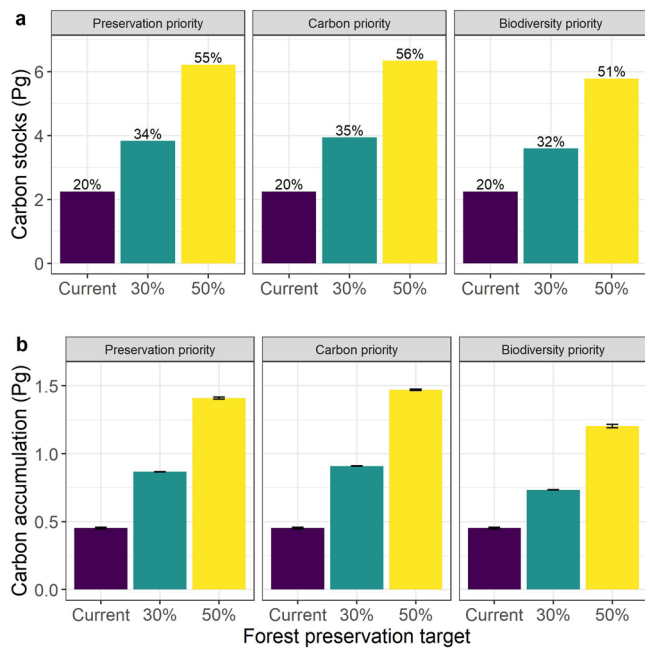 a
Preservation priority Carbon priority Biodiversity priority
Carbon stocks (Pg)
6
4
2
0
20% 34% 55% 20% 35% 56% 20% 32% 51%
Current 30% 50% Current 30% 50% Current 30% 50%
b
Preservation priority Carbon priority Biodiversity priority
Carbon accumulation (Pg)
1.5
1.0
0.5
0.0
Current 30% 50% Current 30% 50% Current 30% 50%
Forest preservation target